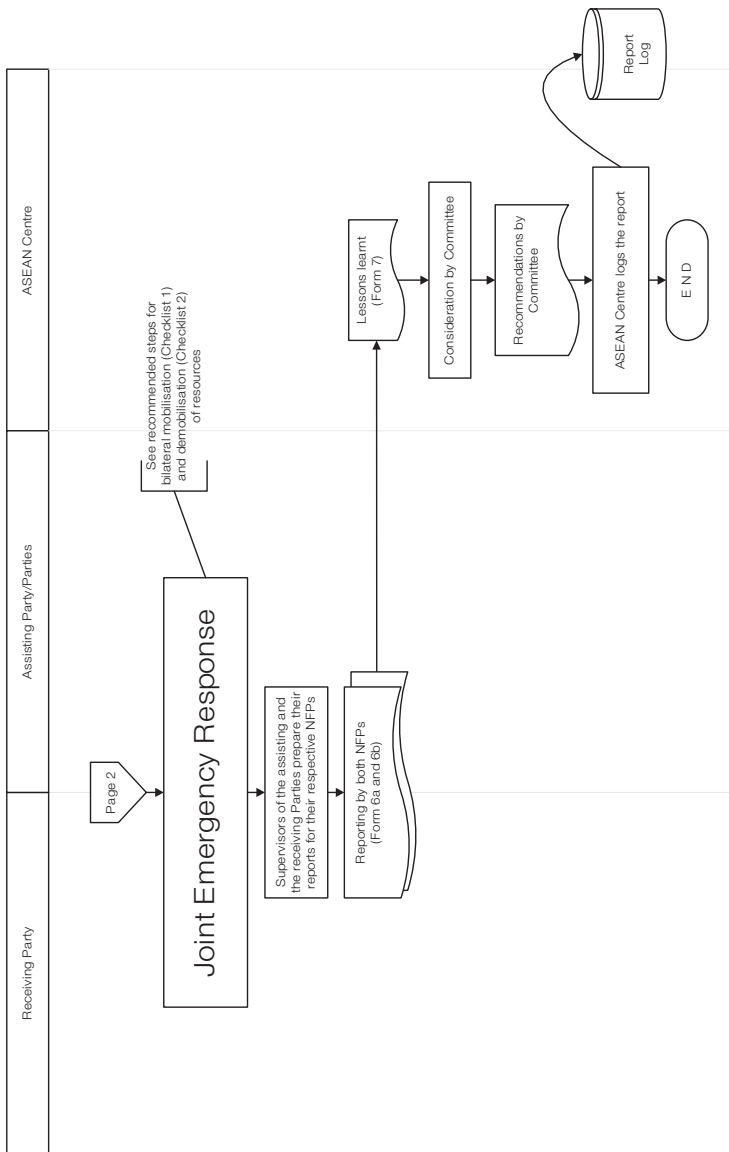 Receiving Party
Assisting Party/Parties
ASEAN Centre
Page 2
Joint Emergency Response
See recommended steps for
bilateral mobilisation (Checklist 1)
and demobilisation (Checklist 2)
of resources
Supervisors of the assisting and
the receiving Parties prepare their
reports for their respective NFPs
Reporting by both NFPs
(Form 6a and 6b)
Lessons learnt
(Form 7)
Consideration by Committee
Recommendations by
Committee
ASEAN Centre logs the report
Report
Log
E N D